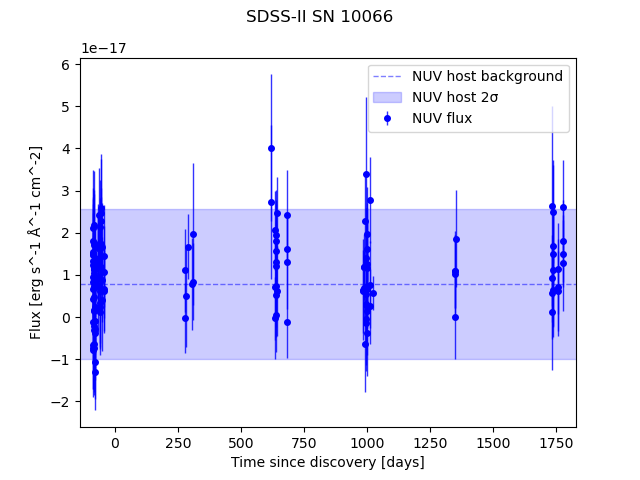 SDSS-II SN 10066
1e−17
NUV host background
NUV host 2σ
NUV flux
Flux [erg s^-1 Å^-1 cm^-2]
6
5
4
3
2
1
0
−1
−2
0
250
500
750
1000
1250
1500
1750
Time since discovery [days]